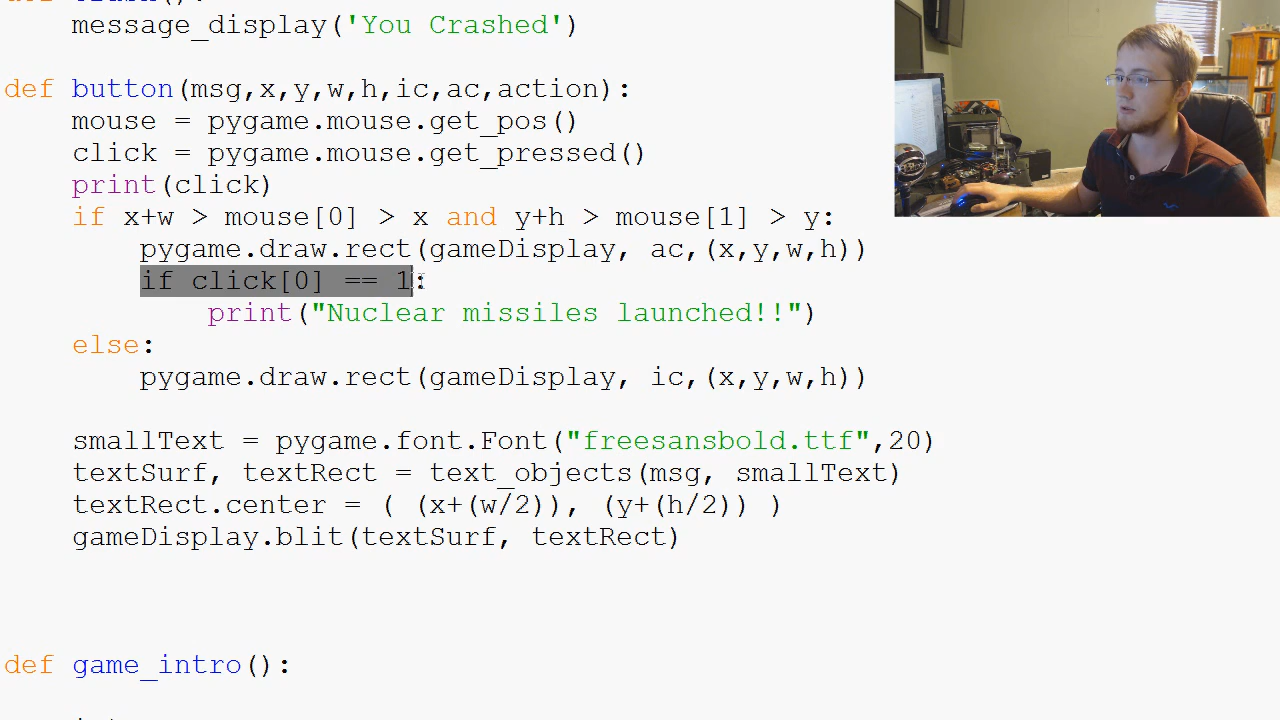 message_display('You Crashed')
def button(msg,x,y,w,h,ic,ac,action):
mouse = pygame.mouse.get_pos()
click = pygame.mouse.get_pressed()
print(click)
if x+w > mouse[0] > x and y+h > mouse[1] > y:
pygame.draw.rect(gameDisplay, ac,(x,y,w,h))
if click[0] == 1:
print("Nuclear missiles launched!!")
else:
pygame.draw.rect(gameDisplay, ic,(x,y,w,h))
smallText = pygame.font.Font("freesansbold.ttf",20)
textSurf, textRect = text_objects(msg, smallText)
textRect.center = ( (x+(w/2)), (y+(h/2)) )
gameDisplay.blit(textSurf, textRect)
def game_intro():